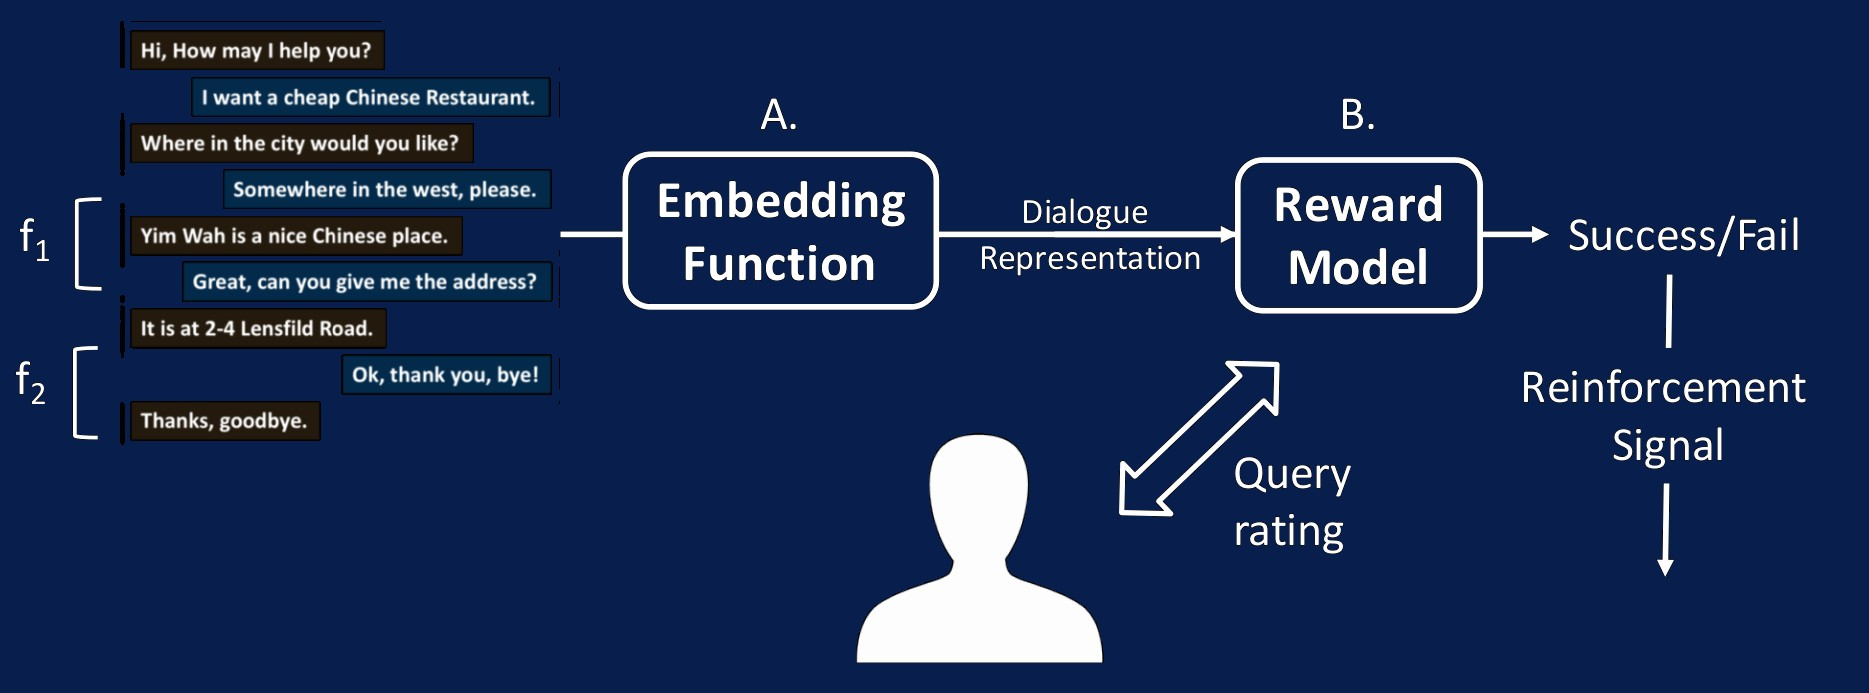 Hi, How may I help you?
I want a cheap Chinese Restaurant.
Where in the city would you like?
Somewhere in the west, please.
f1
Yim Wah is a nice Chinese place.
Great, can you give me the address?
It is at 2-4 Lensfild Road.
f2
Ok, thank you, bye!
Thanks, goodbye.
A.
Embedding
Function
Dialogue
Representation
B.
Reward
Model
Success/Fail
Reinforcement
Signal
Query
rating